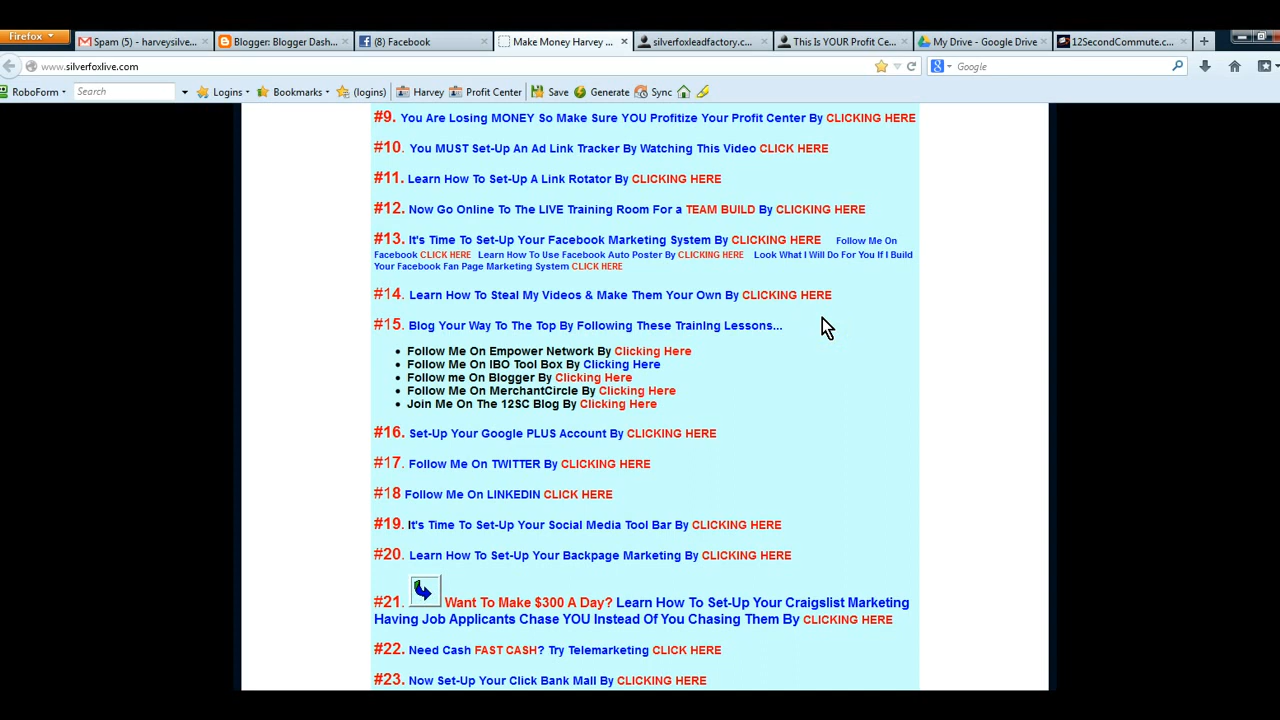 Firefox
Spam (5) - harveysilve...
Blogger: Blogger Dash...
(8) Facebook
Make Money Harvey ...
silverfoxleadfactory.c...
This Is YOUR Profit Ce...
My Drive - Google Drive
12SecondCommute.c...
www.silverfoxlive.com
Google
RoboForm
Search
Logins
Bookmarks
(logins)
Harvey
Profit Center
Save
Generate
Sync
#9. You Are Losing MONEY So Make Sure YOU Profitize Your Profit Center By CLICKING HERE
#10. You MUST Set-Up An Ad Link Tracker By Watching This Video CLICK HERE
#11. Learn How To Set-Up A Link Rotator By CLICKING HERE
#12. Now Go Online To The LIVE Training Room For a TEAM BUILD By CLICKING HERE
#13. It's Time To Set-Up Your Facebook Marketing System By CLICKING HERE Follow Me On
Facebook CLICK HERE Learn How To Use Facebook Auto Poster By CLICKING HERE Look What I Will Do For You If I Build
Your Facebook Fan Page Marketing System CLICK HERE
#14. Learn How To Steal My Videos & Make Them Your Own By CLICKING HERE
#15. Blog Your Way To The Top By Following These Training Lessons...
• Follow Me On Empower Network By Clicking Here
• Follow Me On IBO Tool Box By Clicking Here
• Follow me On Blogger By Clicking Here
• Follow Me On MerchantCircle By Clicking Here
• Join Me On The 12SC Blog By Clicking Here
#16. Set-Up Your Google PLUS Account By CLICKING HERE
#17. Follow Me On TWITTER By CLICKING HERE
#18 Follow Me On LINKEDIN CLICK HERE
#19. It's Time To Set-Up Your Social Media Tool Bar By CLICKING HERE
#20. Learn How To Set-Up Your Backpage Marketing By CLICKING HERE
#21. Want To Make $300 A Day? Learn How To Set-Up Your Craigslist Marketing
Having Job Applicants Chase YOU Instead Of You Chasing Them By CLICKING HERE
#22. Need Cash FAST CASH? Try Telemarketing CLICK HERE
#23. Now Set-Up Your Click Bank Mall By CLICKING HERE